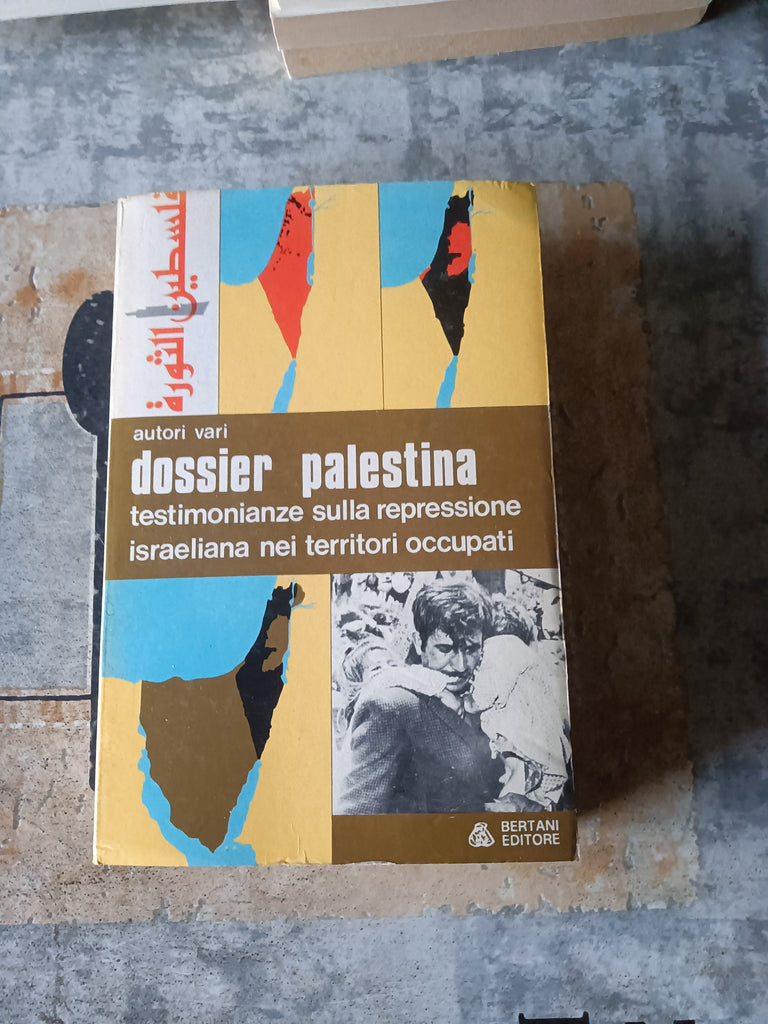 فلسطين الثورة
autori vari
dossier palestina
testimonianze sulla repressione
israeliana nei territori occupati
BERTANI
EDITORE